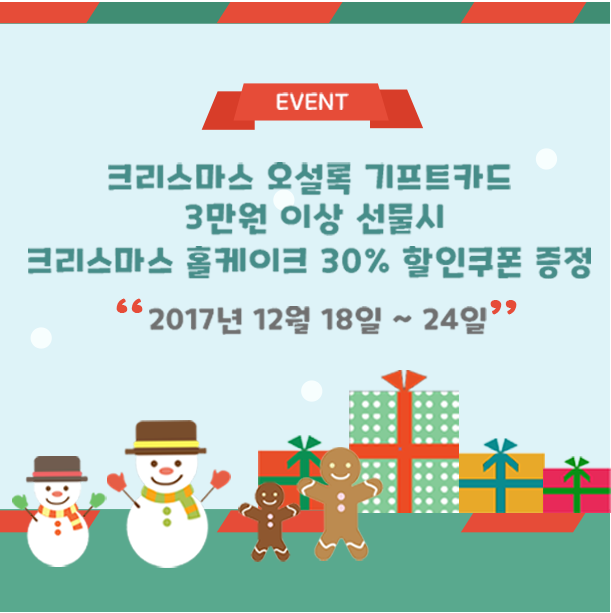 EVENT
크리스마스 오설록 기프트카드
3만원 이상 선물시
크리스마스 홀케이크 30% 할인쿠폰 증정
“2017년 12월 18일 ~ 24일”